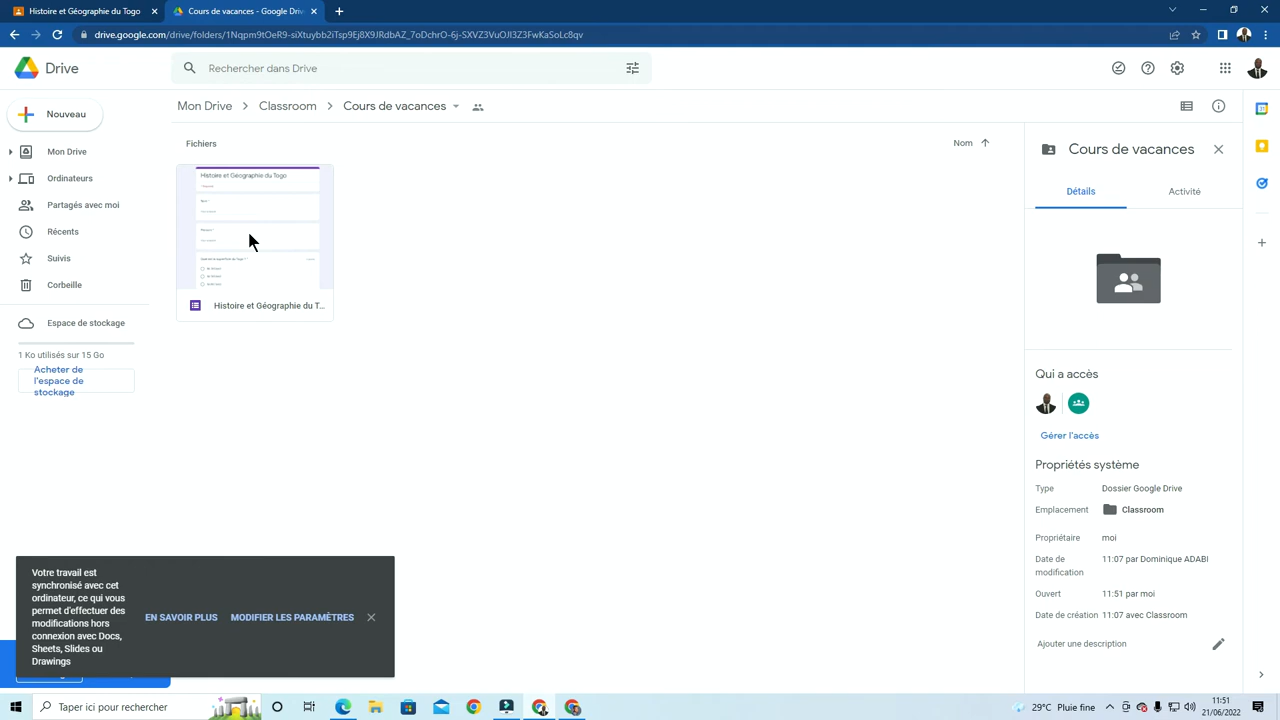 Histoire et Géographie du Togo
Cours de vacances - Google Driv
drive.google.com/drive/folders/1Nqpm9tOeR9-siXtuybb2iTsp9Ej8X9JRdbAZ_7oDchrO-6j-SXVZ3VuOJI3Z3FwKaSoLc8qv
Drive
Rechercher dans Drive
Nouveau
Mon Drive
Classroom
Cours de vacances
Mon Drive
Ordinateurs
Partagés avec moi
Récents
Suivis
Corbeille
Espace de stockage
1 Ko utilisés sur 15 Go
Acheter de
l'espace de
stockage
Fichiers
Nom
Histoire et Géographie du Togo
Histoire et Géographie du T...
Cours de vacances
Détails
Activité
Qui a accès
Gérer l'accès
Propriétés système
Type
Dossier Google Drive
Emplacement
Classroom
Propriétaire
moi
Date de
modification
11:07 par Dominique ADABI
Ouvert
11:51 par moi
Date de création
11:07 avec Classroom
Ajouter une description
Votre travail est
synchronisé avec cet
ordinateur, ce qui vous
permet d'effectuer des
modifications hors
connexion avec Docs,
Sheets, Slides ou
Drawings
EN SAVOIR PLUS
MODIFIER LES PARAMÈTRES
Taper ici pour rechercher
29°C Pluie fine
11:51
21/06/2022